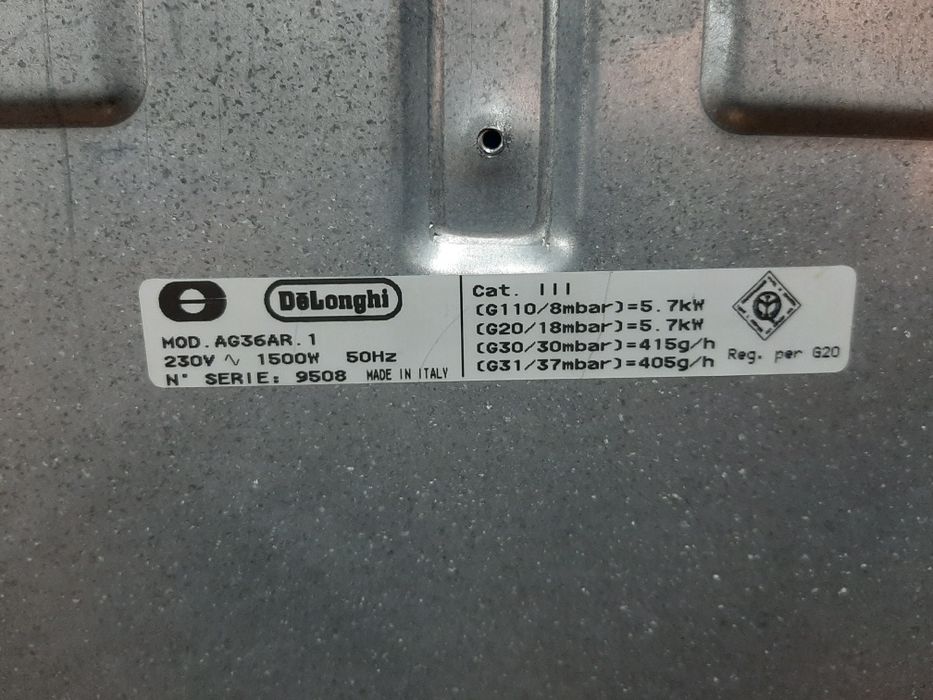 DēLonghi
MOD. AG36AR.1
230V ∿ 1500W 50Hz
N° SERIE: 9508 MADE IN ITALY
Cat. III
(G110/8mbar)=5.7kW
(G20/18mbar)=5.7kW
(G30/30mbar)=415g/h
(G31/37mbar)=405g/h
Reg. per G20